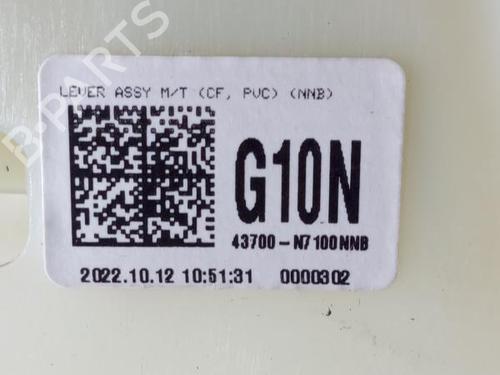 LEVER ASSY M/T (CF, PVC) (NNB)
G10N
43700-N7100NNB
2022.10.12 10:51:31 0000302
B-PARTS